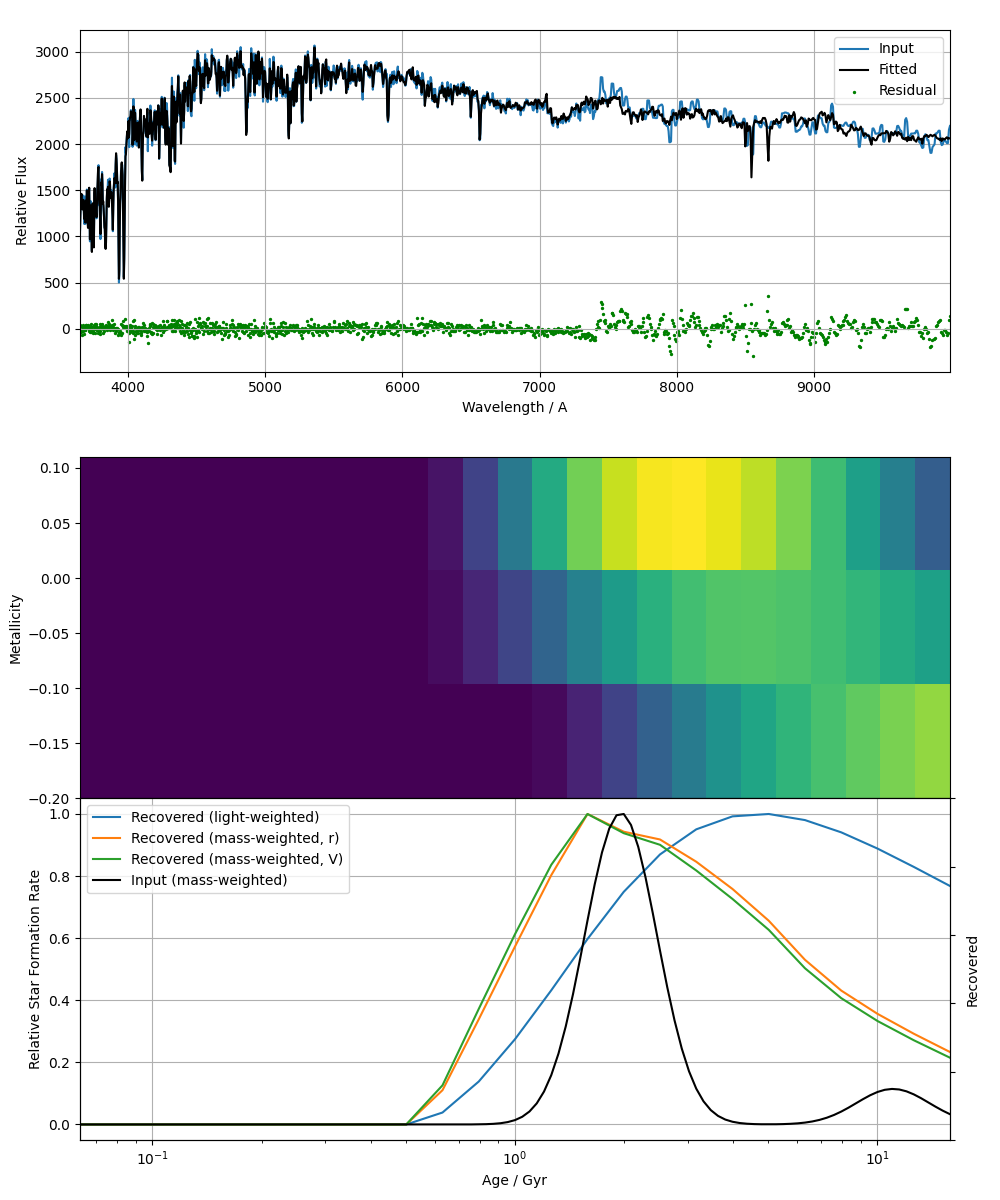 3000
2500
2000
1500
1000
500
0
Relative Flux
Input
Fitted
Residual
4000
5000
6000
7000
8000
9000
Wavelength / A
0.10
0.05
0.00
−0.05
−0.10
−0.15
−0.20
Metallicity
1.0
0.8
0.6
0.4
0.2
0.0
Relative Star Formation Rate
Recovered (light-weighted)
Recovered (mass-weighted, r)
Recovered (mass-weighted, V)
Input (mass-weighted)
Recovered
10⁻¹
10⁰
10¹
Age / Gyr